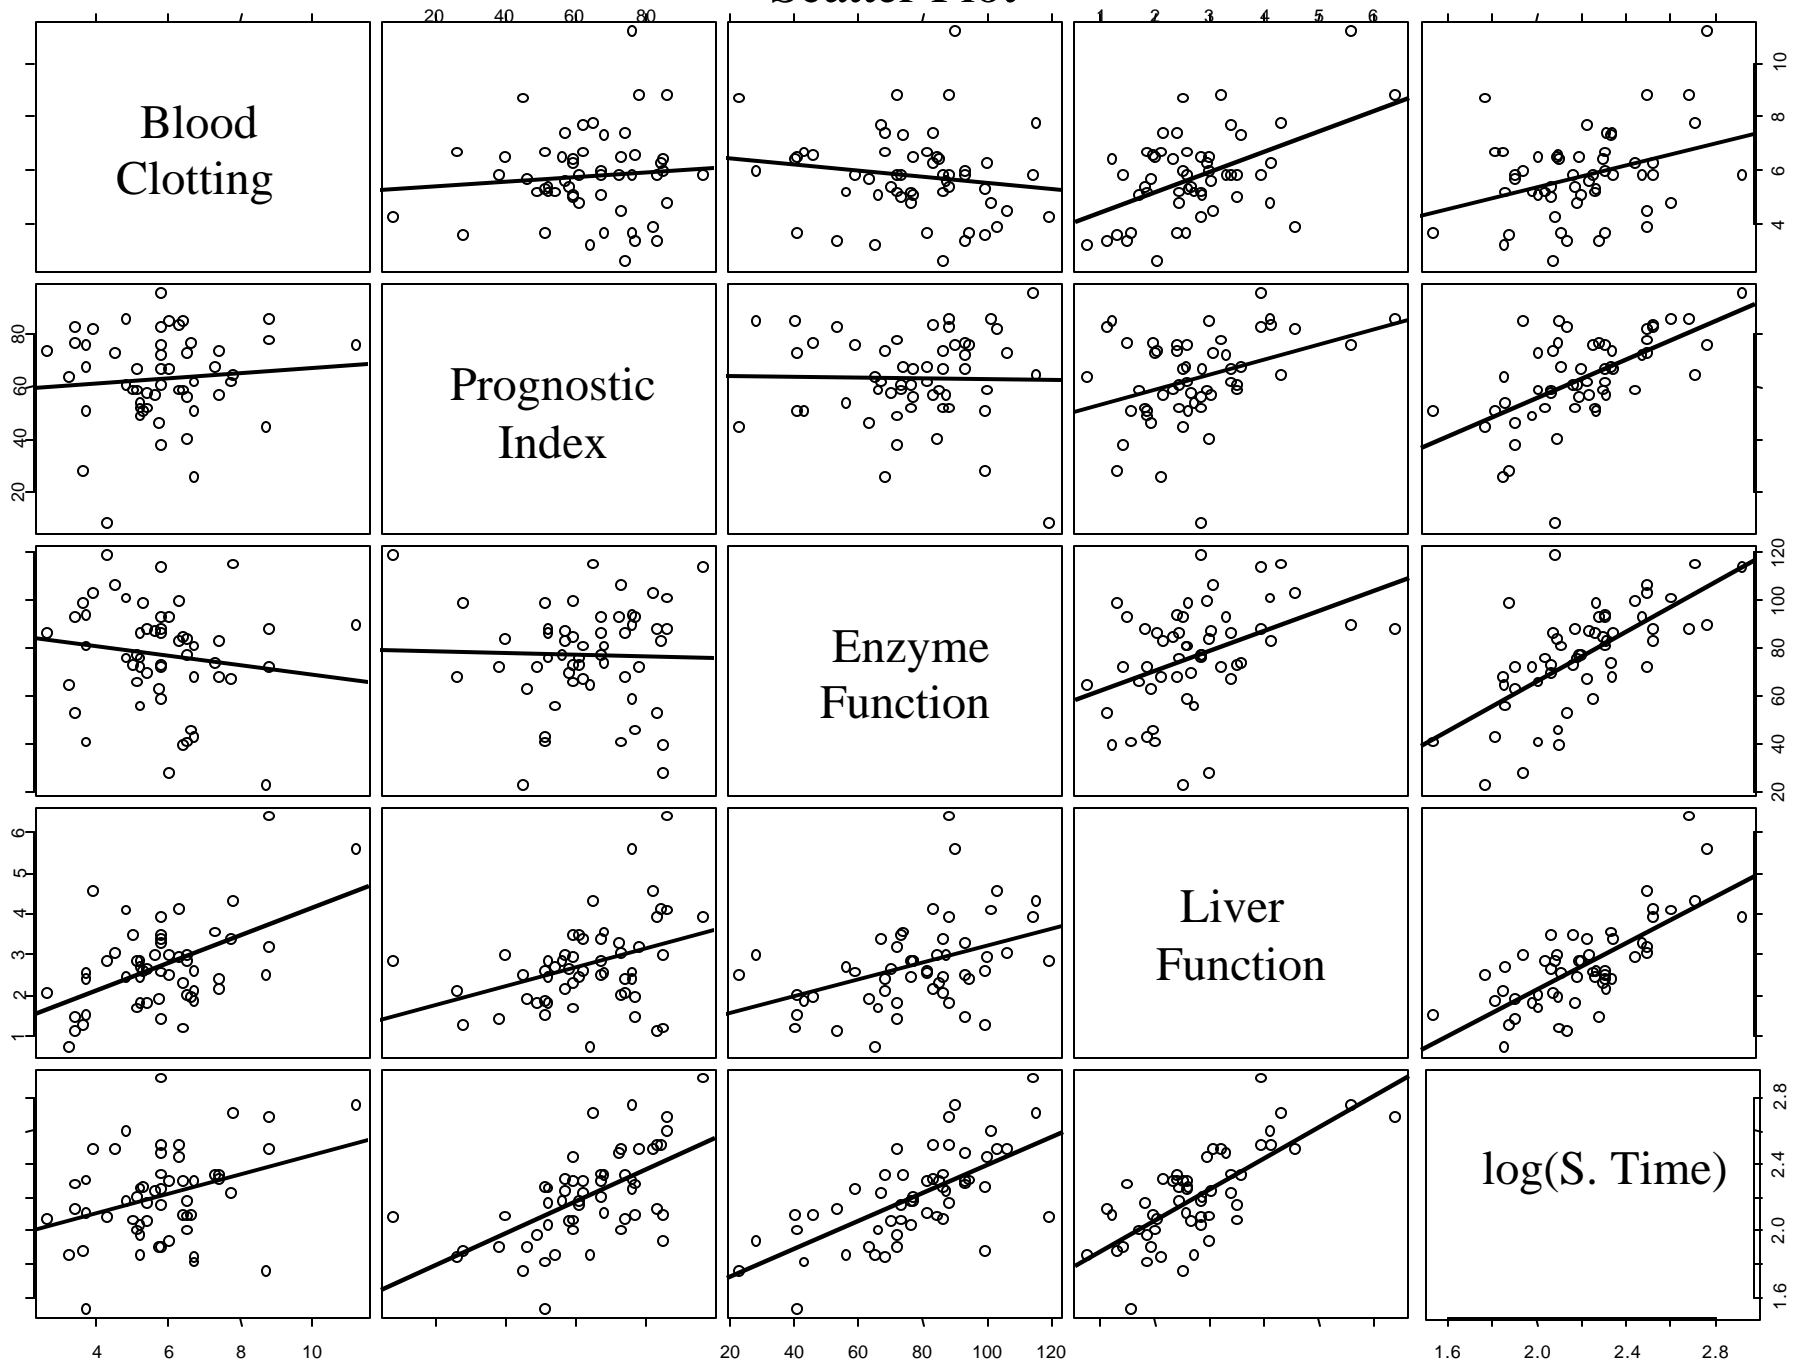 20 40 60 80 1 2 3 4 5 6
Blood
Clotting
4 6 8 10
20 40 60 80
Prognostic
Index
Enzyme
Function
20 40 60 80 100 120
1 2 3 4 5 6
Liver
Function
log(S. Time)
1.6 2.0 2.4 2.8
4 6 8 10 20 40 60 80 100 120 1.6 2.0 2.4 2.8